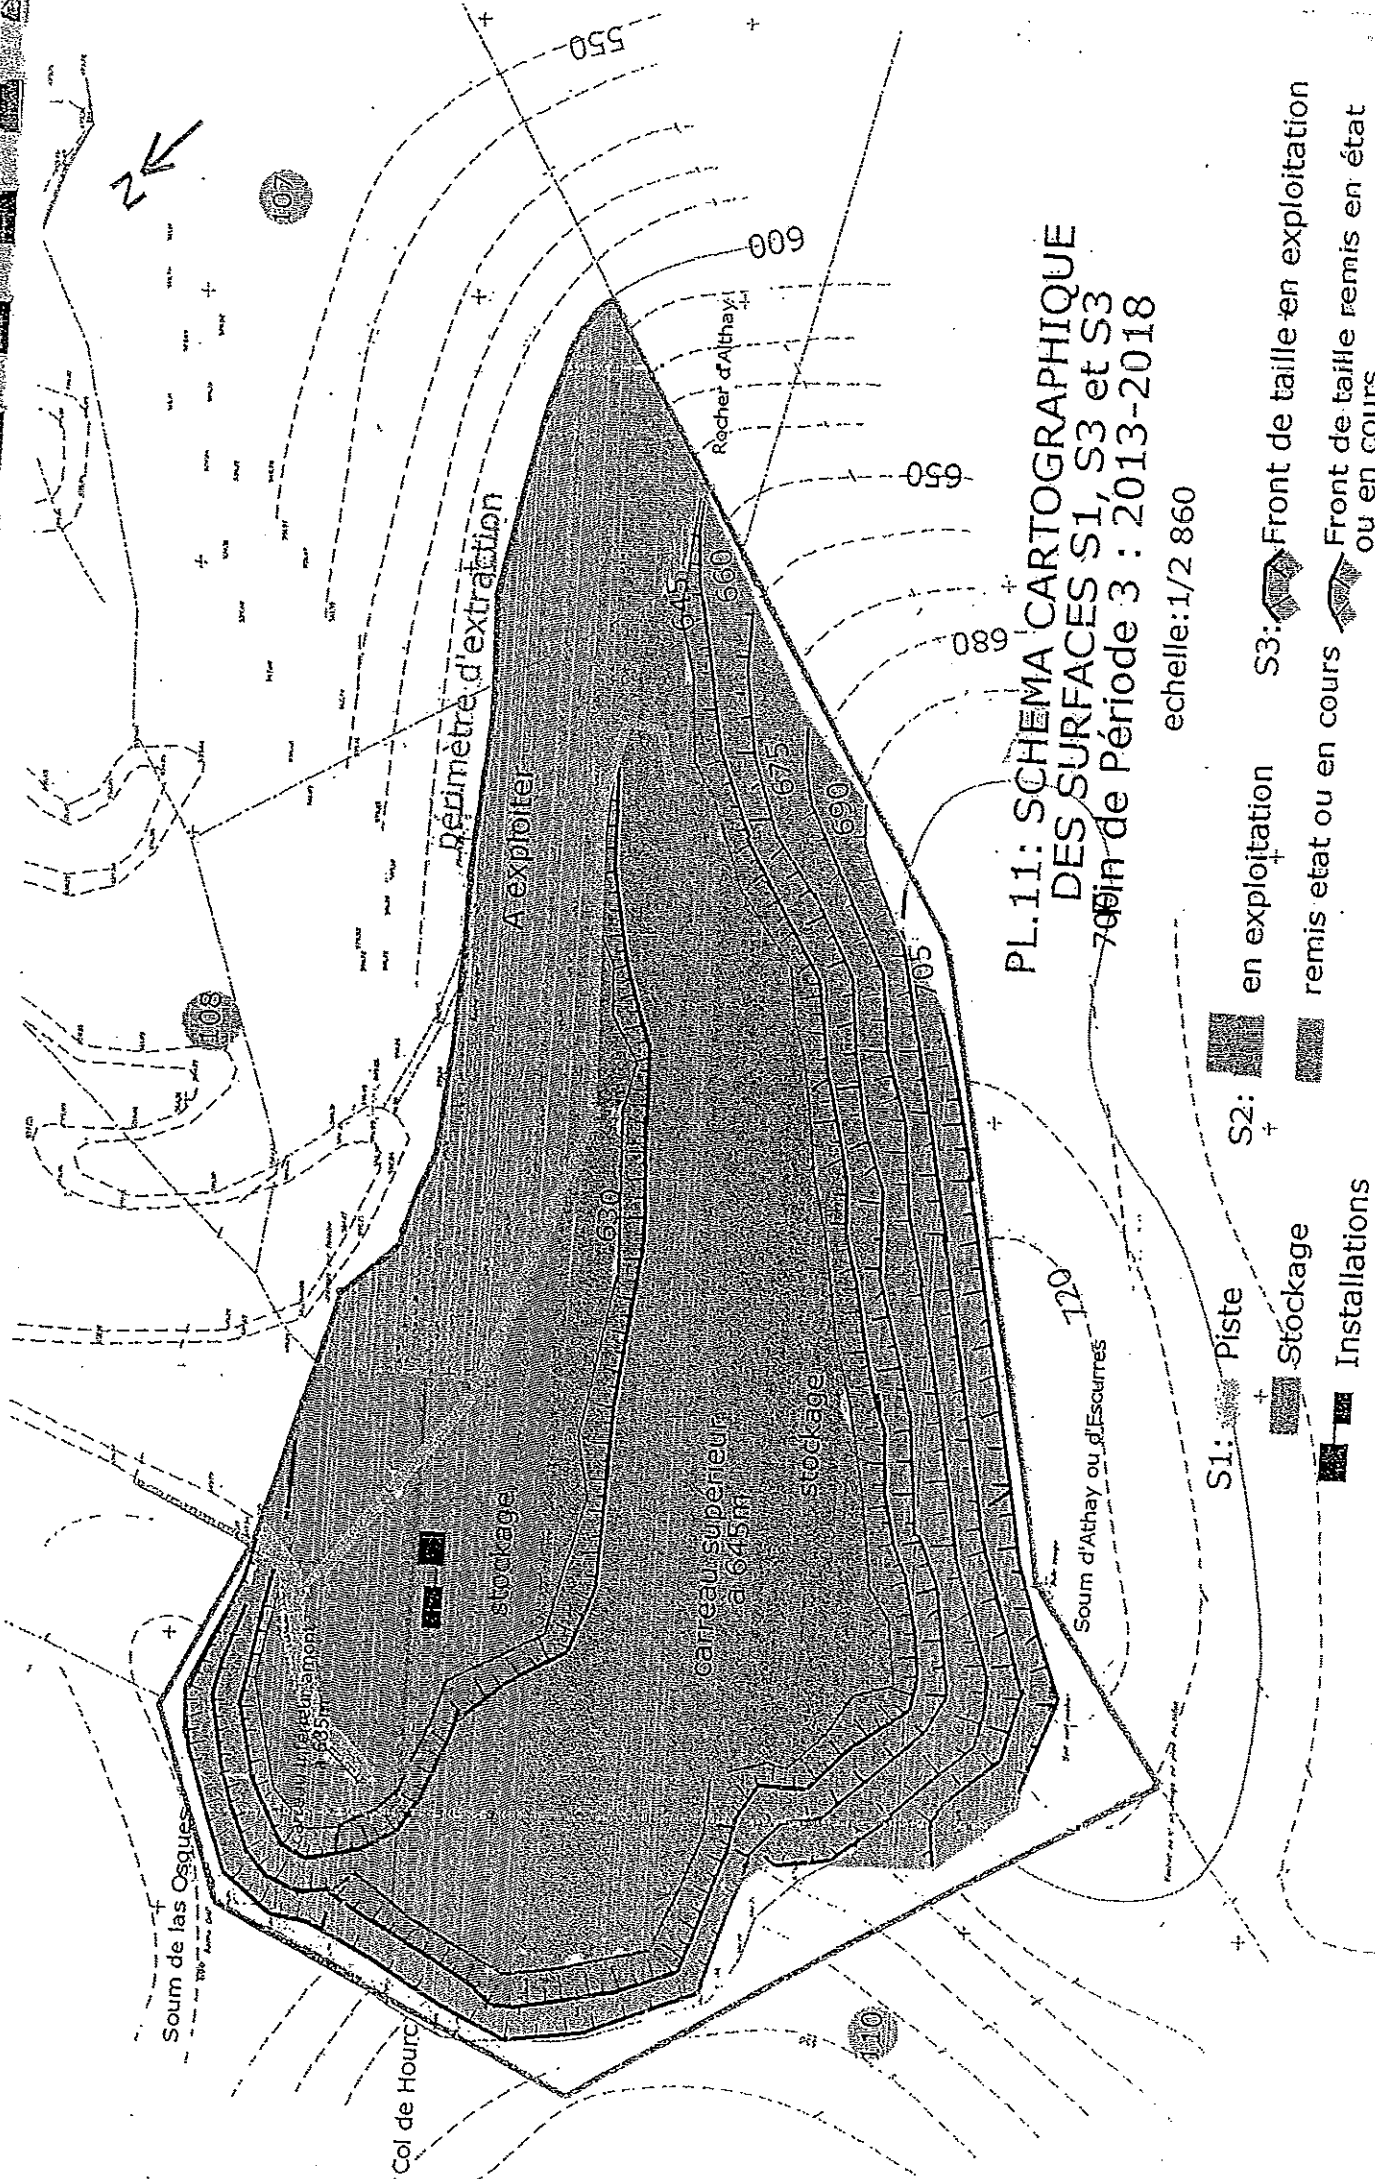 PL.11: SCHEMA CARTOGRAPHIQUE
DES SURFACES S1, S3 et S3
Fin de Période 3 : 2013-2018
echelle:1/2 860
S1:
Piste
Stockage
Installations
S2:
en exploitation
remis etat ou en cours
S3:
Front de taille en exploitation
Front de taille remis en état
ou en cours
N
107
108
110
550
600
650
680
700
720
périmètre d'extraction
A exploiter
Rocher d'Althay
645
660
675
690
705
630
stockage
Carreau supérieur
a 645m
stockage
Soum de las Osques
Col de Hourc
Soum d'Athay ou d'Escurres